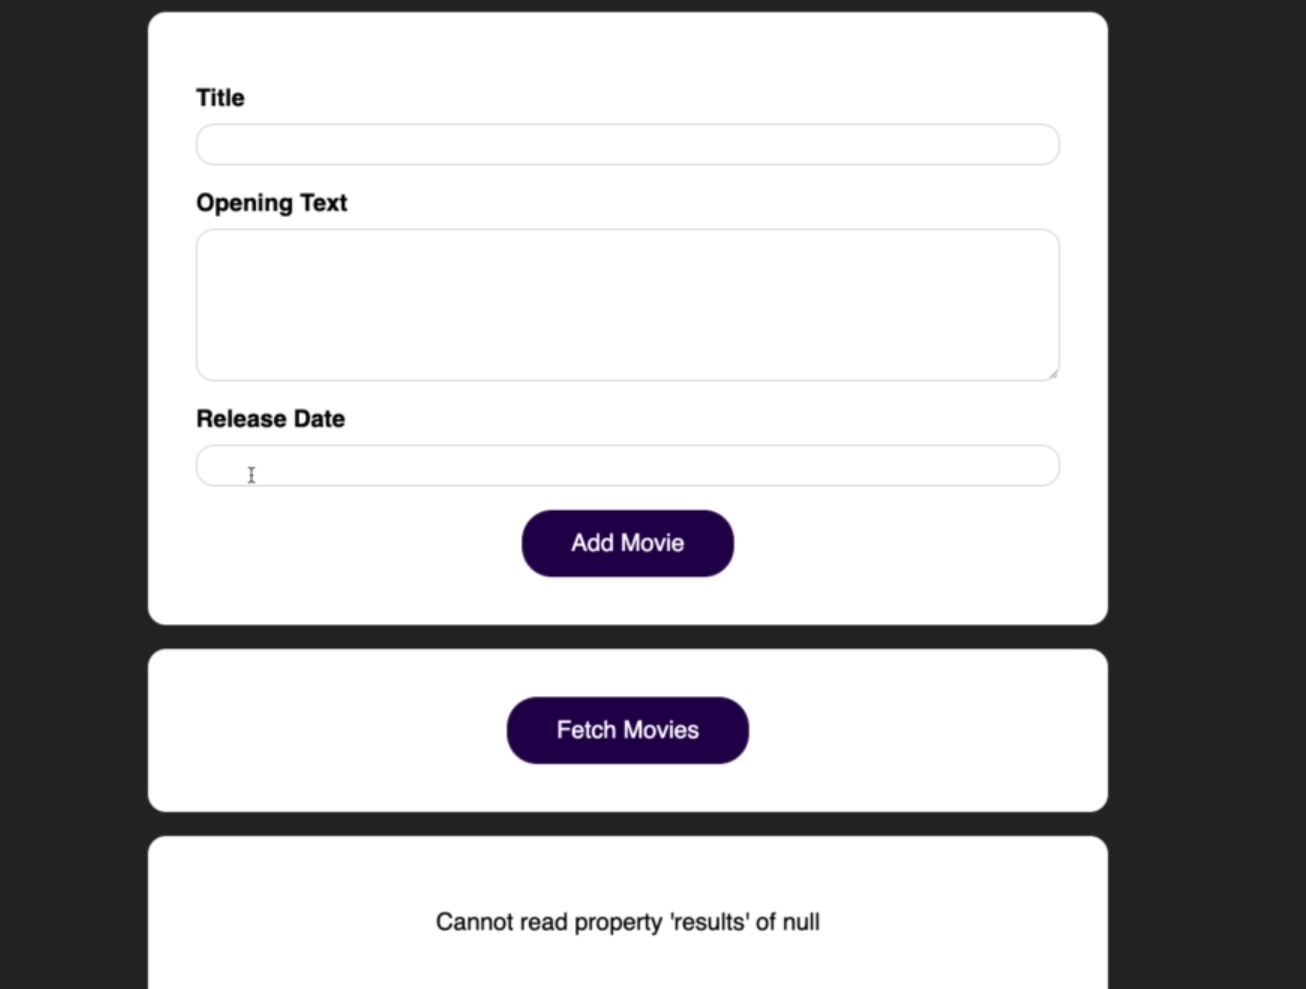 Title
Opening Text
Release Date
Add Movie
Fetch Movies
Cannot read property 'results' of null